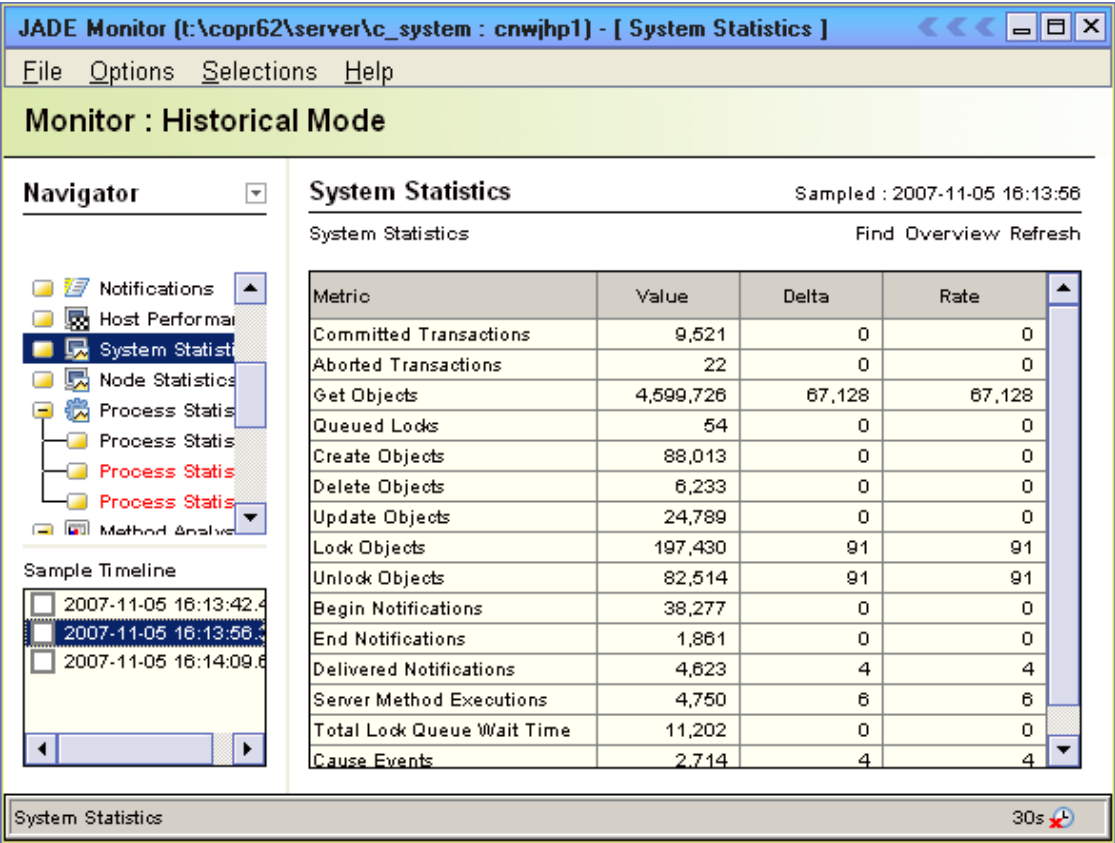 JADE Monitor (t:\copr62\server\c_system : cnwjhp1) - [ System Statistics ]
File Options Selections Help
Monitor : Historical Mode
Navigator
Notifications
Host Performa
System Statisti
Node Statistics
Process Statis
Process Statis
Process Statis
Process Statis
Method Analys
Sample Timeline
2007-11-05 16:13:42.4
2007-11-05 16:13:56.3
2007-11-05 16:14:09.6
System Statistics Sampled : 2007-11-05 16:13:56
System Statistics Find Overview Refresh
Metric Value Delta Rate
Committed Transactions 9,521 0 0
Aborted Transactions 22 0 0
Get Objects 4,599,726 67,128 67,128
Queued Locks 54 0 0
Create Objects 88,013 0 0
Delete Objects 6,233 0 0
Update Objects 24,789 0 0
Lock Objects 197,430 91 91
Unlock Objects 82,514 91 91
Begin Notifications 38,277 0 0
End Notifications 1,861 0 0
Delivered Notifications 4,623 4 4
Server Method Executions 4,750 6 6
Total Lock Queue Wait Time 11,202 0 0
Cause Events 2,714 4 4
System Statistics 30s